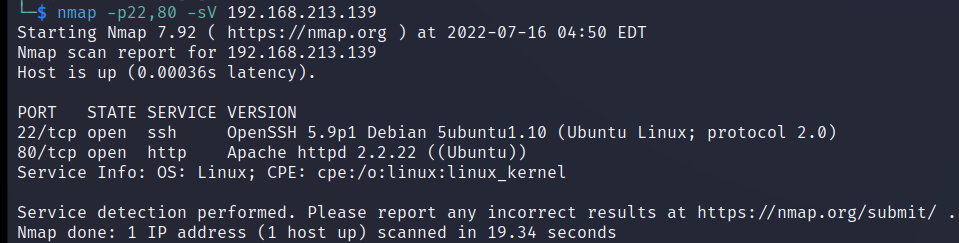 └─$ nmap -p22,80 -sV 192.168.213.139
Starting Nmap 7.92 ( https://nmap.org ) at 2022-07-16 04:50 EDT
Nmap scan report for 192.168.213.139
Host is up (0.00036s latency).

PORT   STATE SERVICE VERSION
22/tcp open  ssh     OpenSSH 5.9p1 Debian 5ubuntu1.10 (Ubuntu Linux; protocol 2.0)
80/tcp open  http    Apache httpd 2.2.22 ((Ubuntu))
Service Info: OS: Linux; CPE: cpe:/o:linux:linux_kernel

Service detection performed. Please report any incorrect results at https://nmap.org/submit/ .
Nmap done: 1 IP address (1 host up) scanned in 19.34 seconds